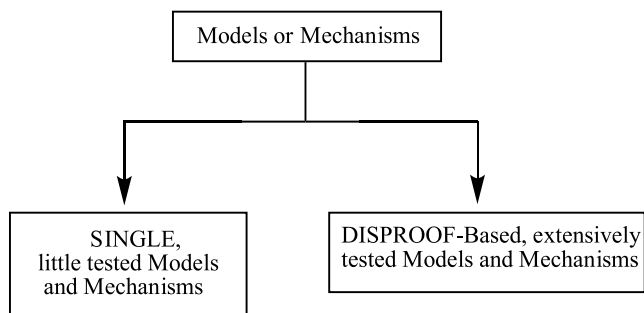 Models or Mechanisms
SINGLE,
little tested Models
and Mechanisms
DISPROOF-Based, extensively
tested Models and Mechanisms